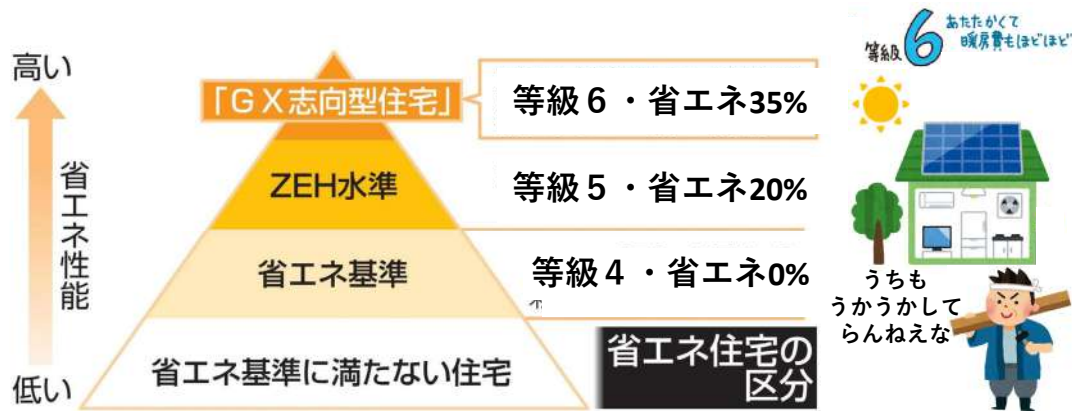 等級6
あたたかくて
暖房費もほどほど
高い
省エネ性能
低い
「GX志向型住宅」
等級６・省エネ35%
ZEH水準
等級５・省エネ20%
省エネ基準
等級４・省エネ0%
省エネ基準に満たない住宅
省エネ住宅の
区分
うちも
うかうかして
らんねえな